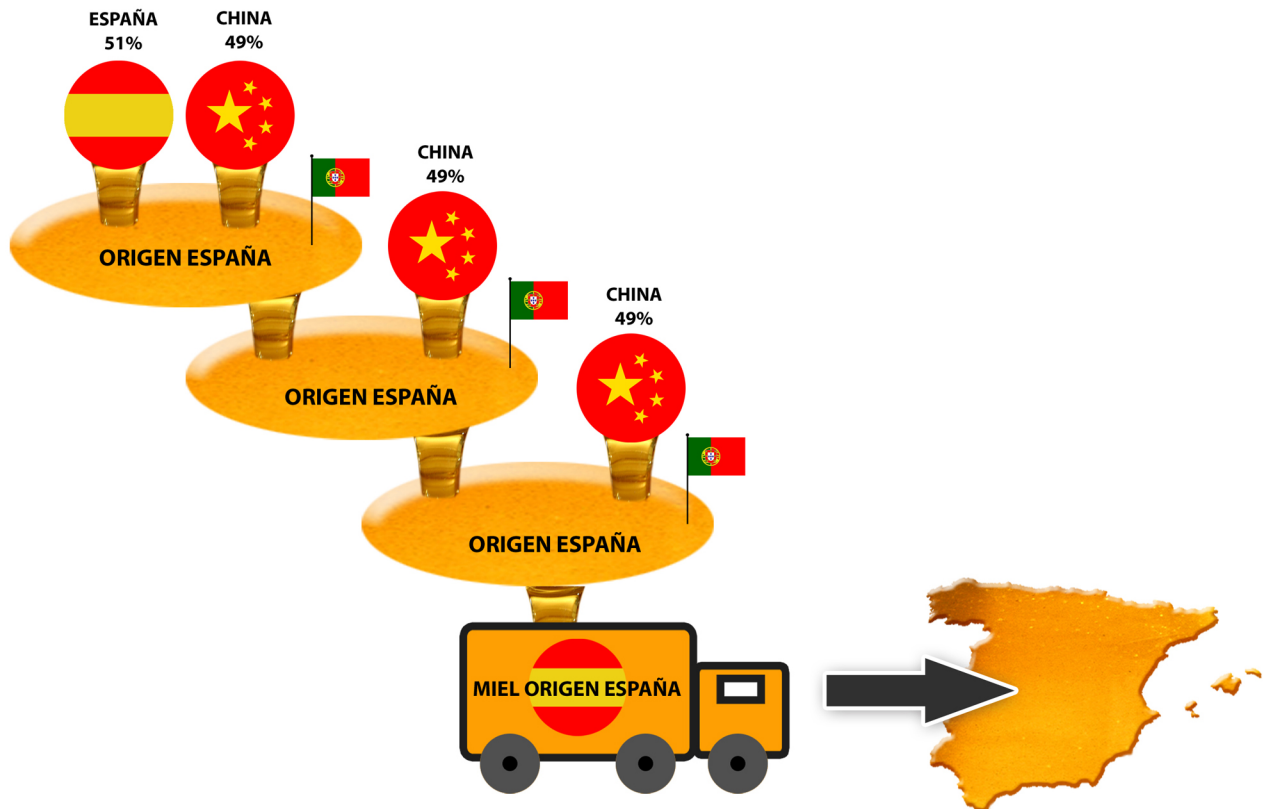 ESPAÑA
51%
CHINA
49%
ORIGEN ESPAÑA
CHINA
49%
ORIGEN ESPAÑA
CHINA
49%
ORIGEN ESPAÑA
MIEL ORIGEN ESPAÑA